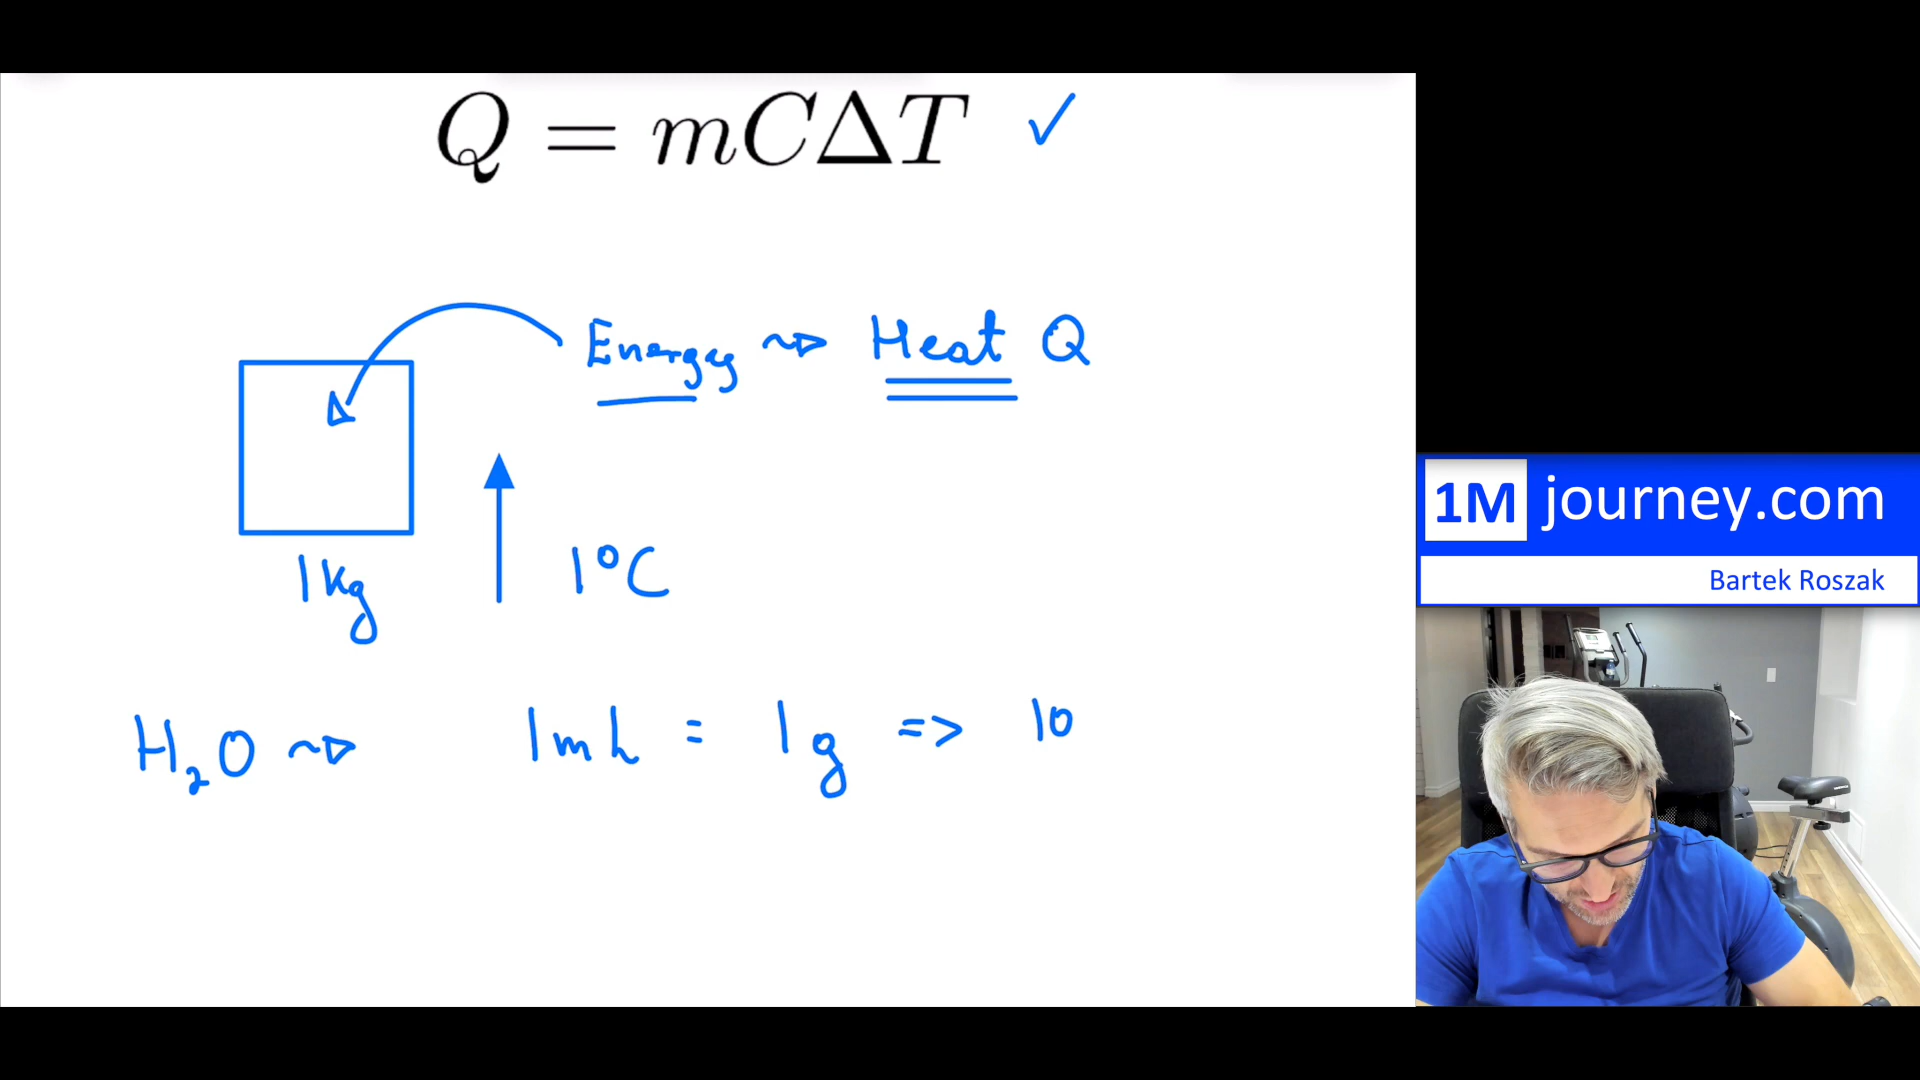 Q = mCΔT ✓
Energy ⇝ Heat Q
1kg
1°C
H₂O ⇝ 1mL = 1g => 10
1M journey.com
Bartek Roszak